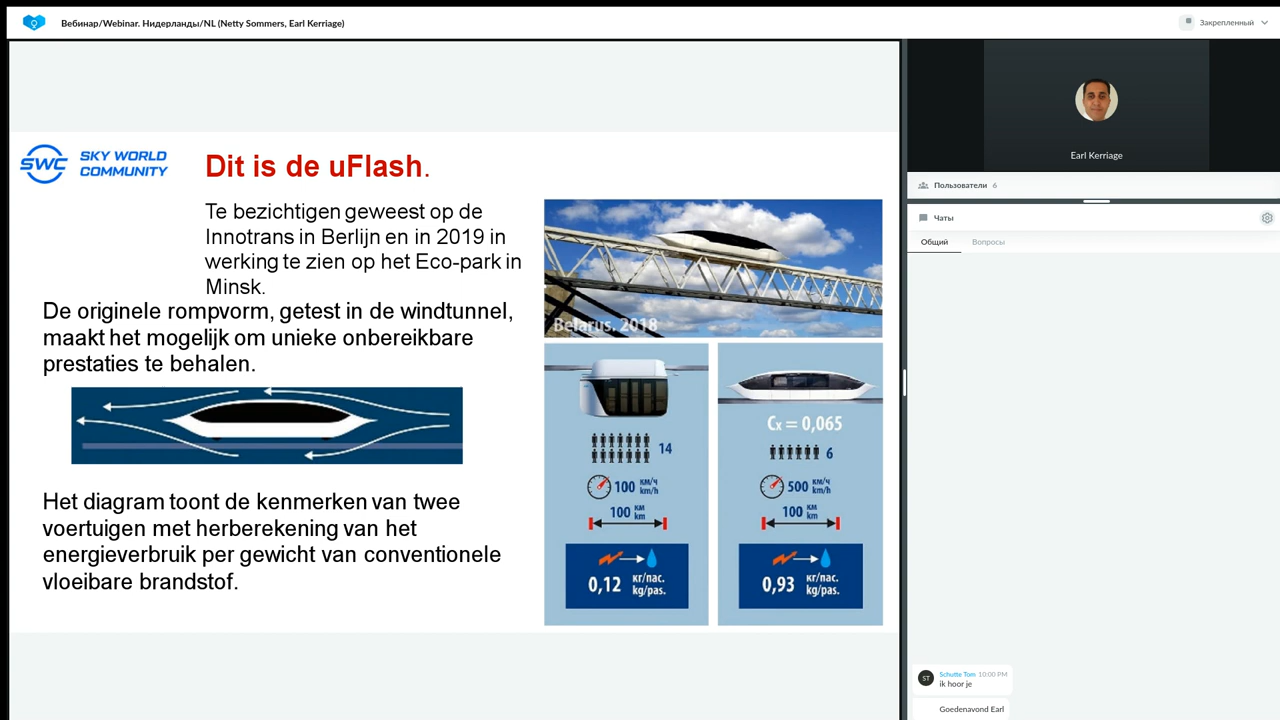 Вебинар/Webinar. Нидерланды/NL (Netty Sommers, Earl Kerriage)
Закрепленный
SWC
SKY WORLD
COMMUNITY
Dit is de uFlash.
Te bezichtigen geweest op de
Innotrans in Berlijn en in 2019 in
werking te zien op het Eco-park in
Minsk.
De originele rompvorm, getest in de windtunnel,
maakt het mogelijk om unieke onbereikbare
prestaties te behalen.
Het diagram toont de kenmerken van twee
voertuigen met herberekening van het
energieverbruik per gewicht van conventionele
vloeibare brandstof.
Belarus. 2018
14
100 км/ч
km/h
100 км
km
0,12 кг/пас.
kg/pas.
Cx = 0,065
6
500 км/ч
km/h
100 км
km
0,93 кг/пас.
kg/pas.
Earl Kerriage
Пользователи 6
Чаты
Общий
Вопросы
ST
Schutte Tom 10:00 PM
ik hoor je
Goedenavond Earl